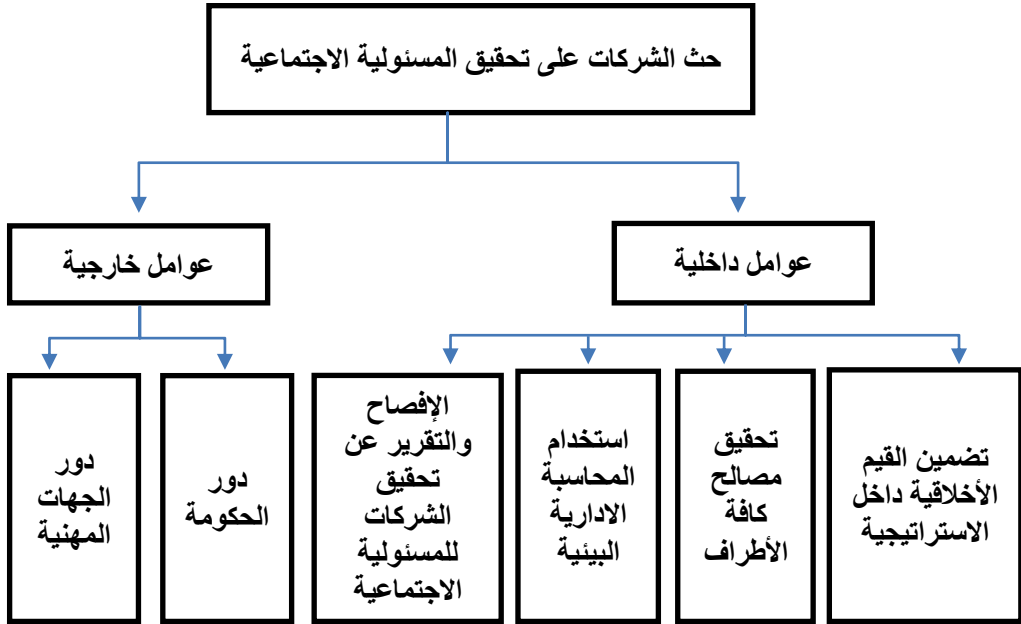 حث الشركات على تحقيق المسئولية الاجتماعية
عوامل داخلية
عوامل خارجية
تضمين القيم
الأخلاقية داخل
الاستراتيجية
تحقيق
مصالح
كافة
الأطراف
استخدام
المحاسبة
الادارية
البيئية
الإفصاح
والتقرير عن
تحقيق
الشركات
للمسئولية
الاجتماعية
دور
الحكومة
دور
الجهات
المهنية